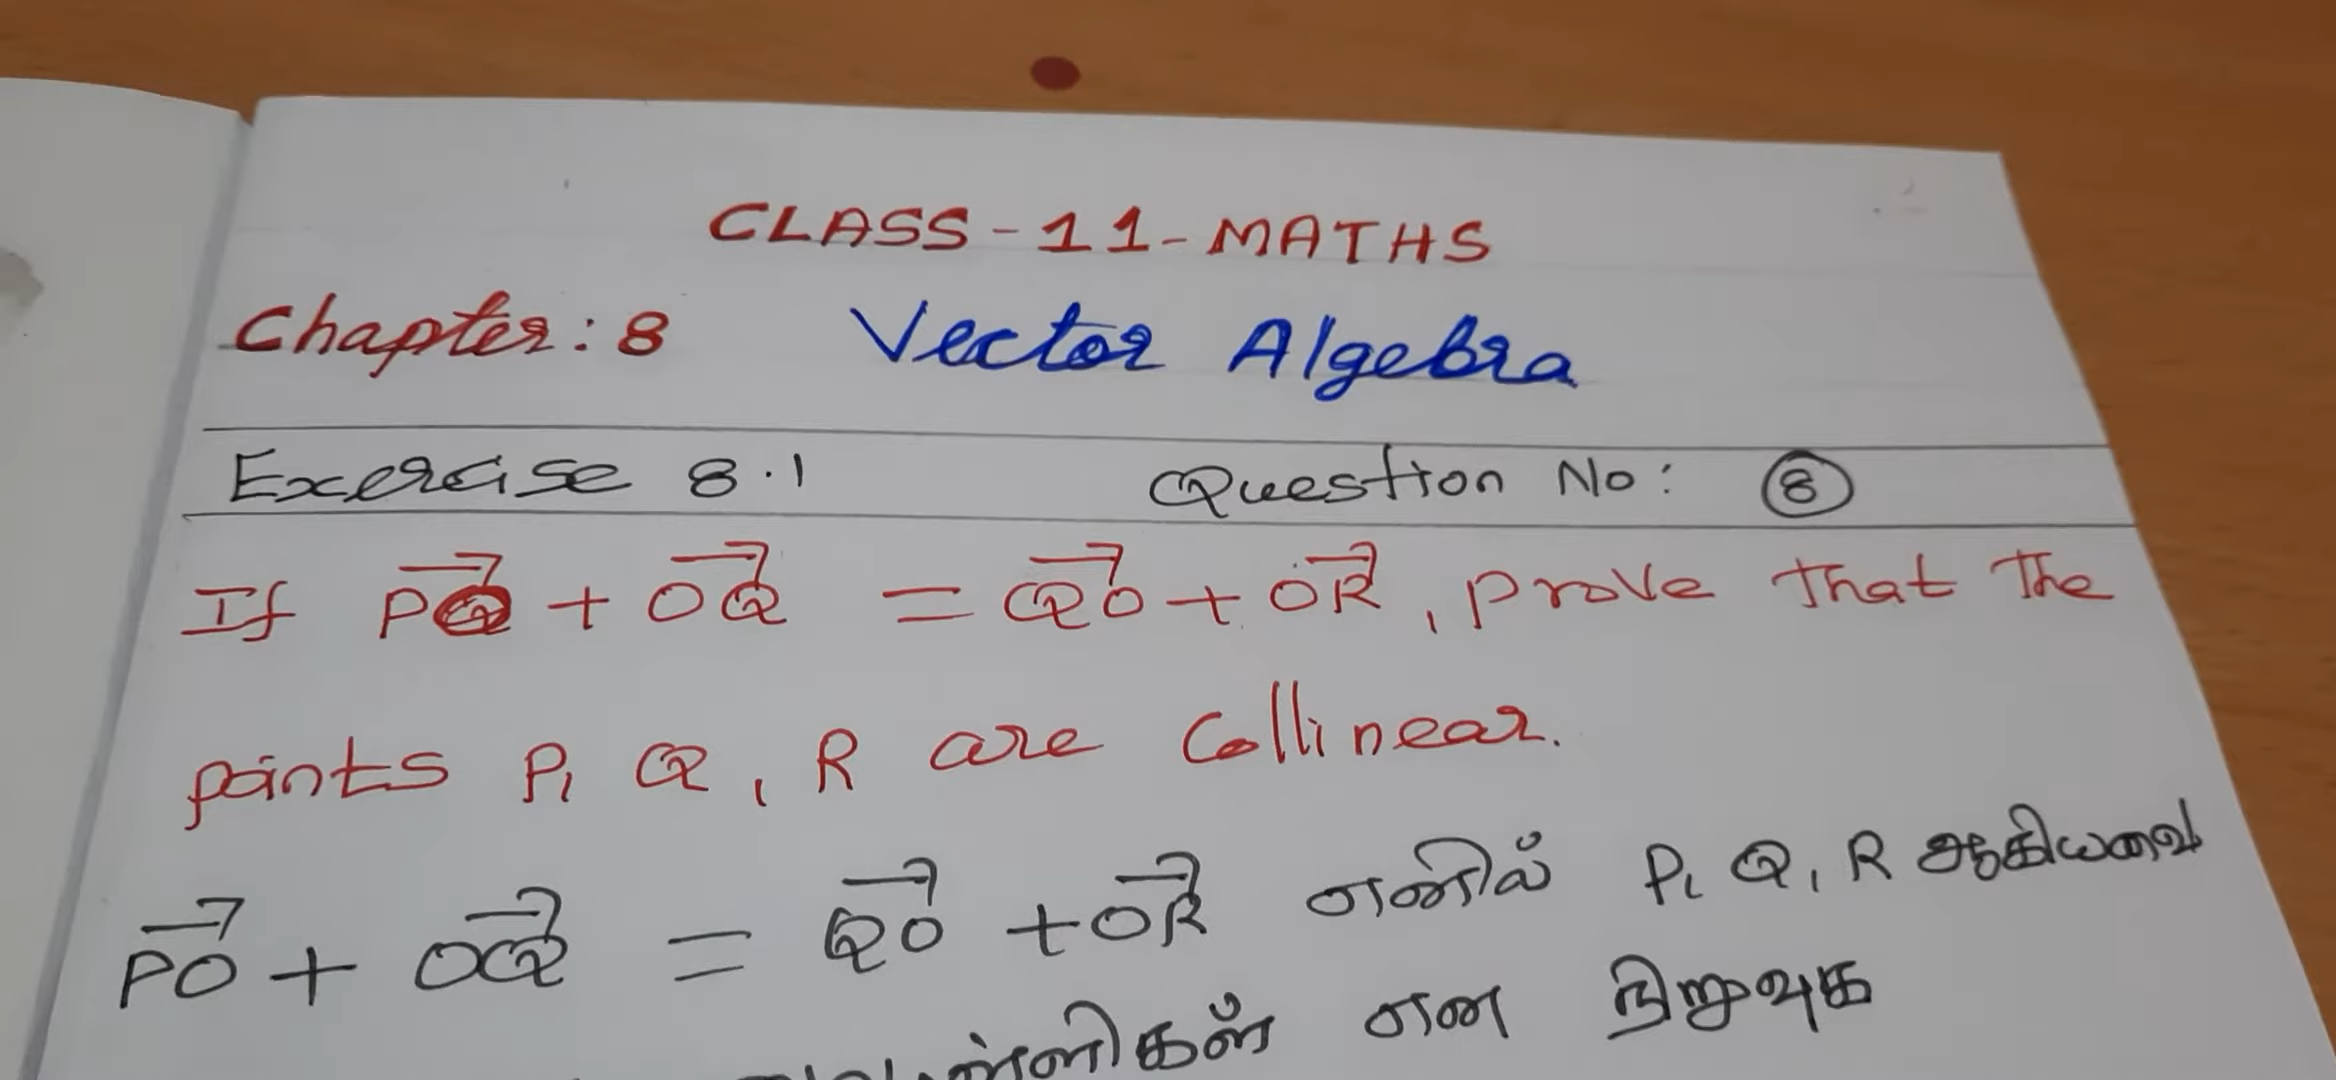 CLASS - 11 - MATHS
Chapter: 8 Vector Algebra
Exercise 8.1 Question No: 8
If PO + OQ = QO + OR, prove that the
points P, Q, R are Collinear.
PO + OQ = QO + OR எனில் P, Q, R ஆகியவை
என நிறுவுக